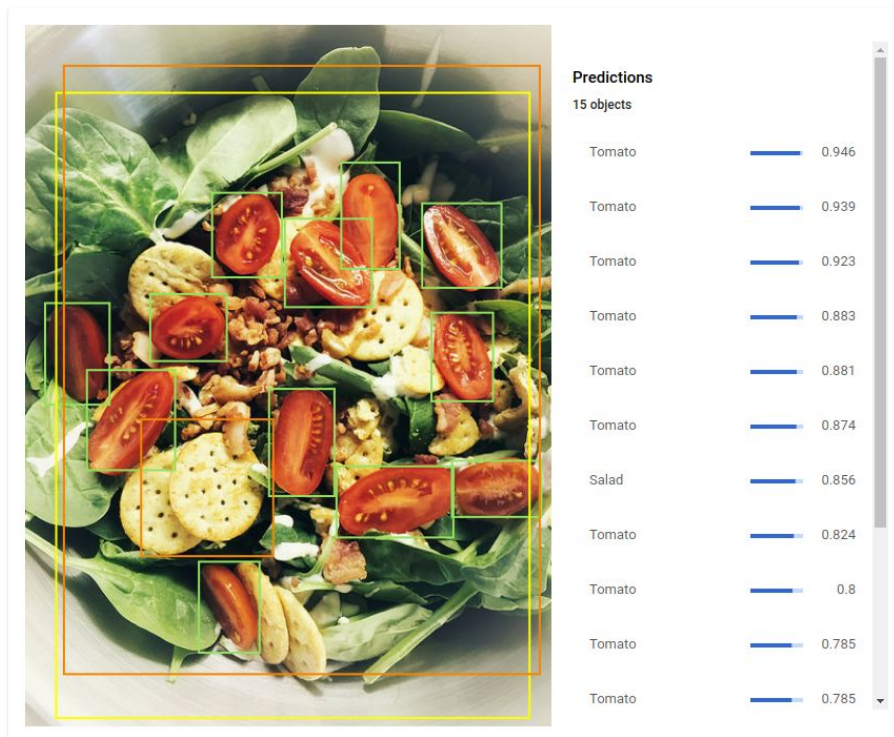 Predictions
15 objects
Tomato 0.946
Tomato 0.939
Tomato 0.923
Tomato 0.883
Tomato 0.881
Tomato 0.874
Salad 0.856
Tomato 0.824
Tomato 0.8
Tomato 0.785
Tomato 0.785